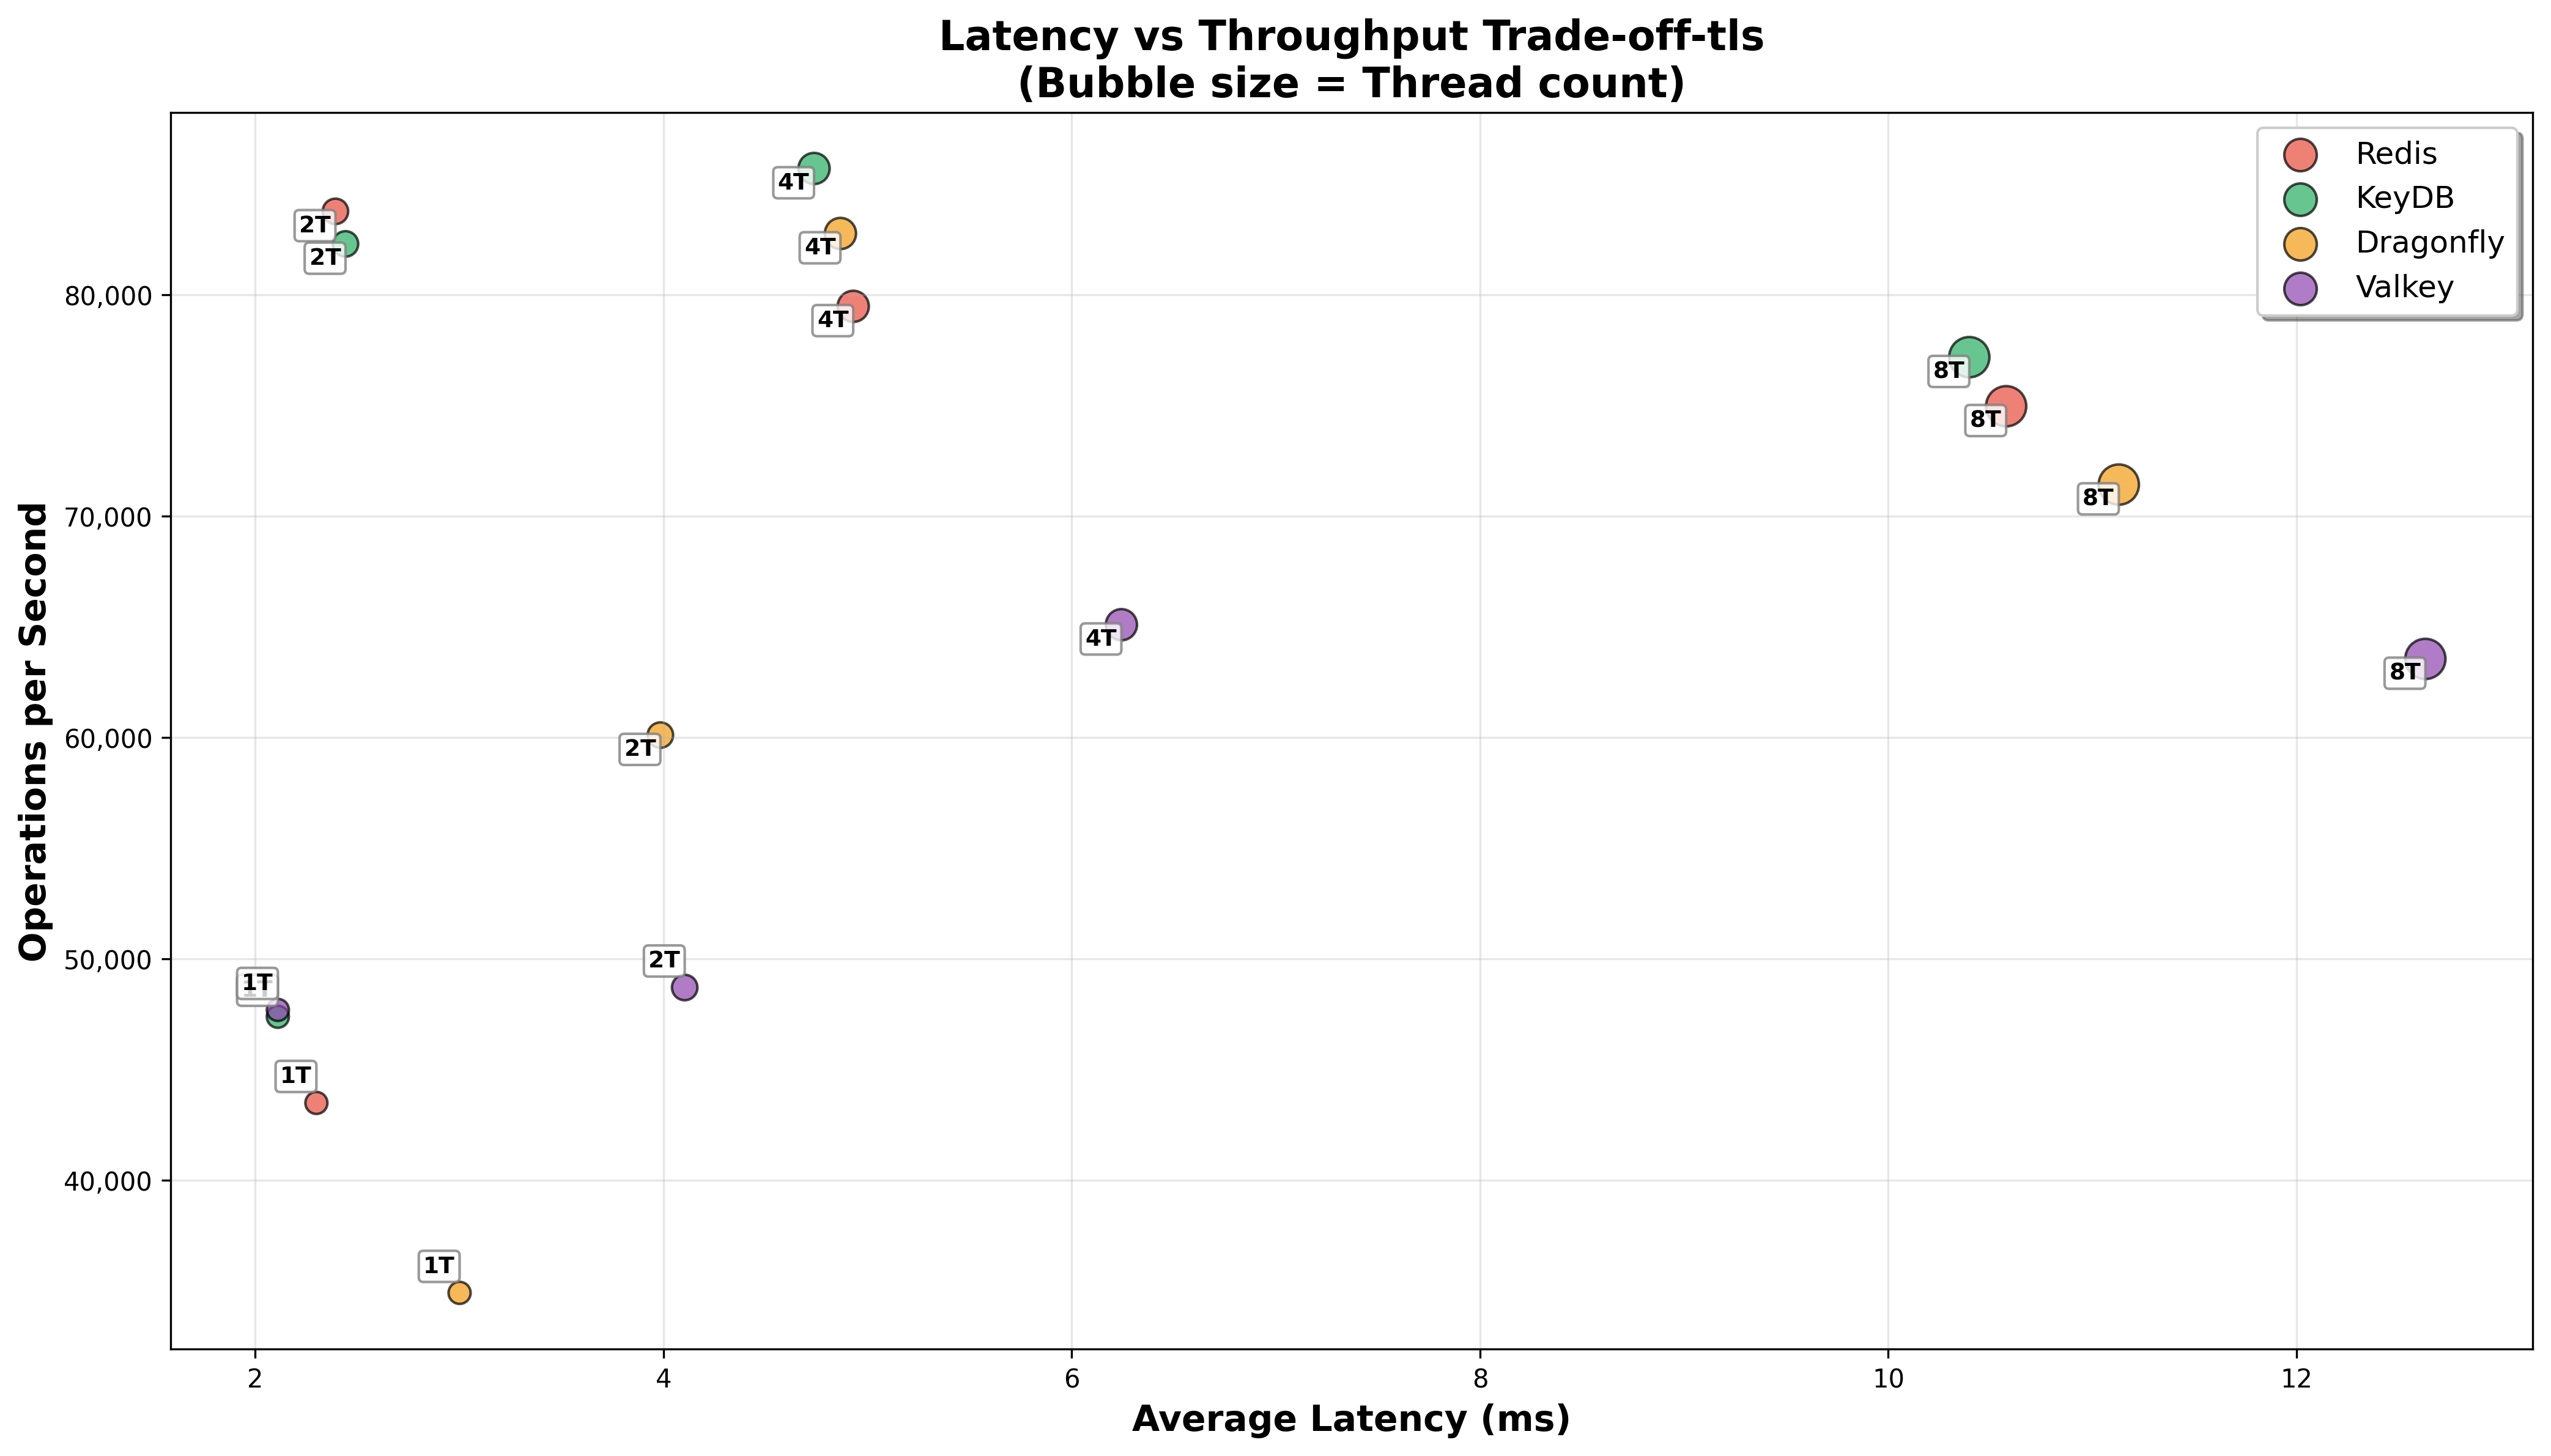 Latency vs Throughput Trade-off-tls
(Bubble size = Thread count)
Redis
KeyDB
Dragonfly
Valkey
Operations per Second
80,000
70,000
60,000
50,000
40,000
4T
2T
2T
4T
4T
8T
8T
8T
4T
8T
2T
2T
1T
1T
1T
2
4
6
8
10
12
Average Latency (ms)